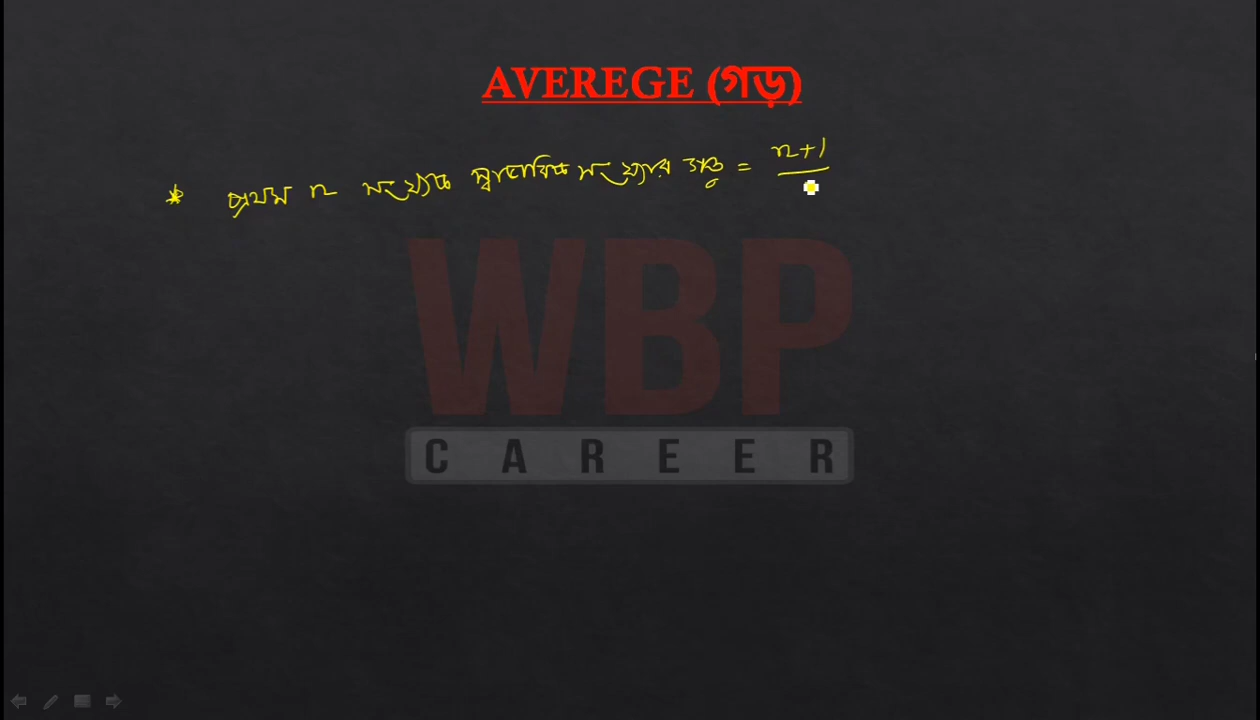 AVEREGE (গড়)
* প্রথম n সংখ্যক স্বাভাবিক সংখ্যার গড় = n+1
WBP
CAREER